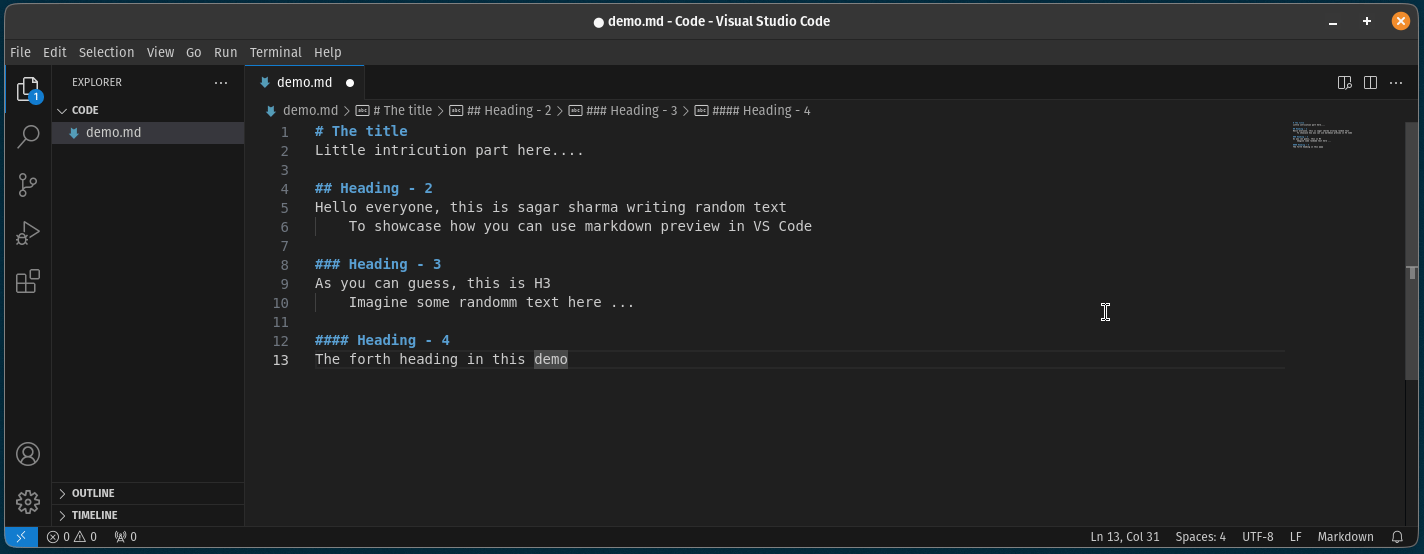 ● demo.md - Code - Visual Studio Code
File Edit Selection View Go Run Terminal Help
1
EXPLORER ...
CODE
demo.md
OUTLINE
TIMELINE
demo.md ●
demo.md > # The title > ## Heading - 2 > ### Heading - 3 > #### Heading - 4
1 # The title
2 Little intricution part here....
3
4 ## Heading - 2
5 Hello everyone, this is sagar sharma writing random text
6     To showcase how you can use markdown preview in VS Code
7
8 ### Heading - 3
9 As you can guess, this is H3
10     Imagine some randomm text here ...
11
12 #### Heading - 4
13 The forth heading in this demo
0 0 0 Ln 13, Col 31 Spaces: 4 UTF-8 LF Markdown